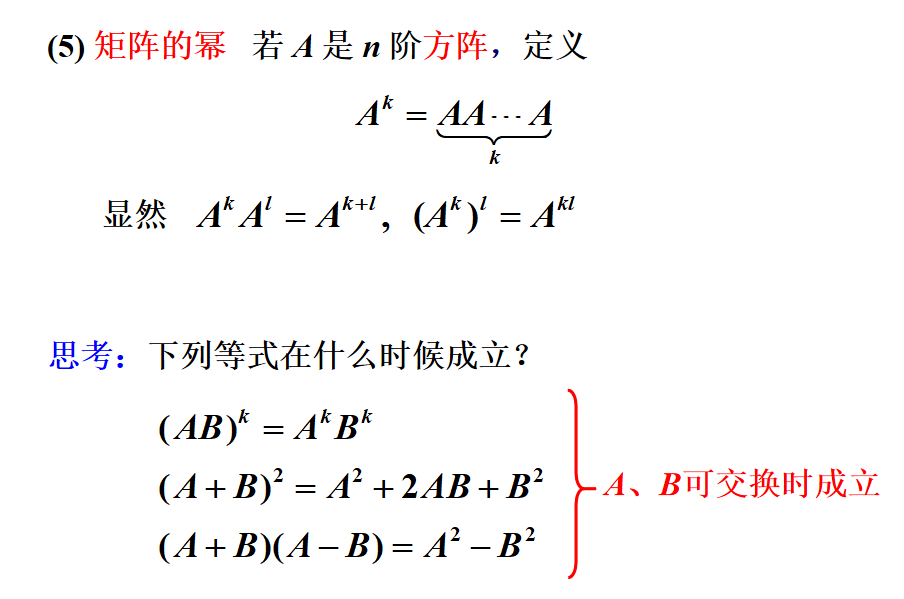 (5) 矩阵的幂 若 A 是 n 阶方阵，定义
A^k = AA⋯A
k
显然 A^k A^l = A^{k+l}, (A^k)^l = A^{kl}
思考：下列等式在什么时候成立？
(AB)^k = A^k B^k
(A+B)^2 = A^2 + 2AB + B^2
A、B可交换时成立
(A+B)(A−B) = A^2 − B^2